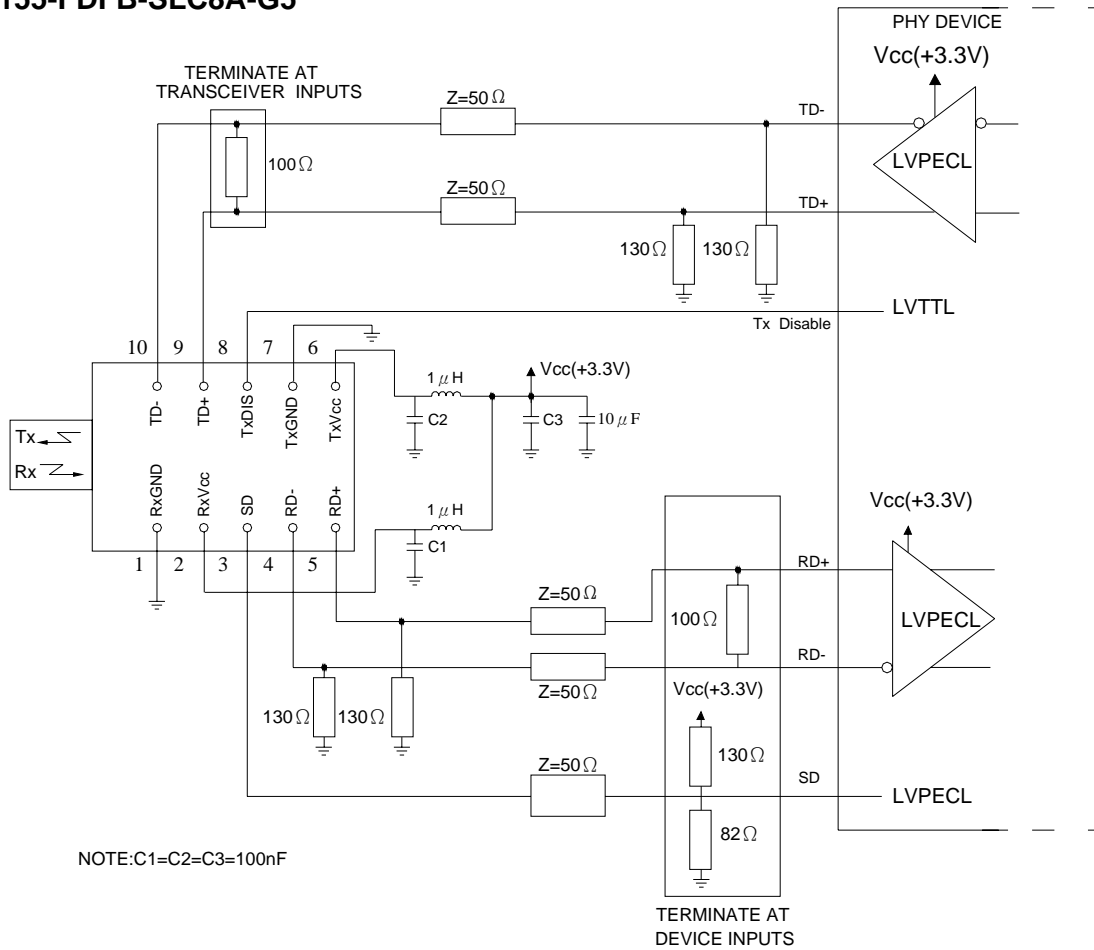 PHY DEVICE
Vcc(+3.3V)
TERMINATE AT
TRANSCEIVER INPUTS
Z=50Ω
TD-
LVPECL
100Ω
Z=50Ω
TD+
130Ω 130Ω
LVTTL
Tx Disable
10 9 8 7 6
Vcc(+3.3V)
1μH
C2
C3
10μF
TD-
TD+
TxDIS
TxGND
TxVcc
Tx
Rx
RxGND
RxVcc
SD
RD-
RD+
1μH
C1
1 2 3 4 5
Vcc(+3.3V)
RD+
Z=50Ω
100Ω
LVPECL
RD-
Z=50Ω
Vcc(+3.3V)
130Ω 130Ω
130Ω
Z=50Ω
SD
LVPECL
82Ω
NOTE:C1=C2=C3=100nF
TERMINATE AT
DEVICE INPUTS